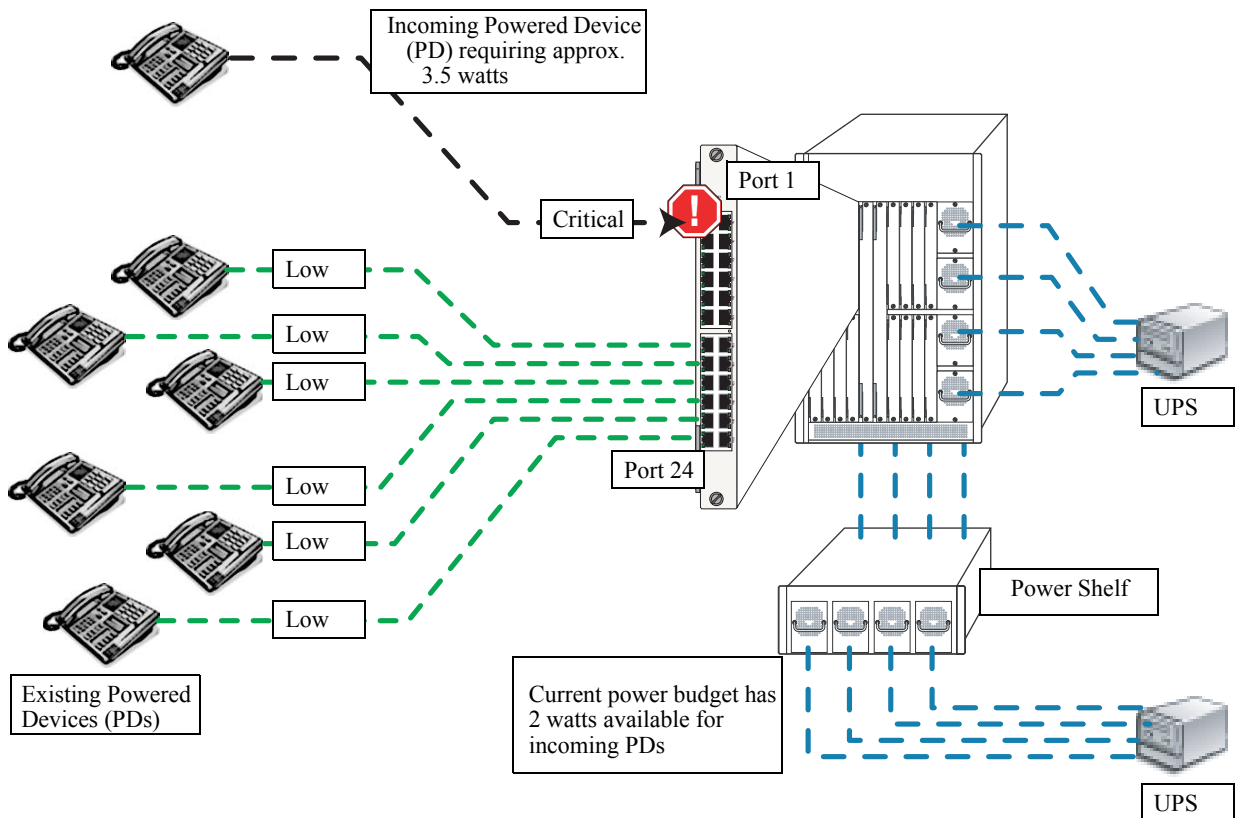 Incoming Powered Device
(PD) requiring approx.
3.5 watts
Port 1
!
Critical
Low
Low
Low
Low
Low
Low
Port 24
UPS
Power Shelf
Existing Powered
Devices (PDs)
Current power budget has
2 watts available for
incoming PDs
UPS